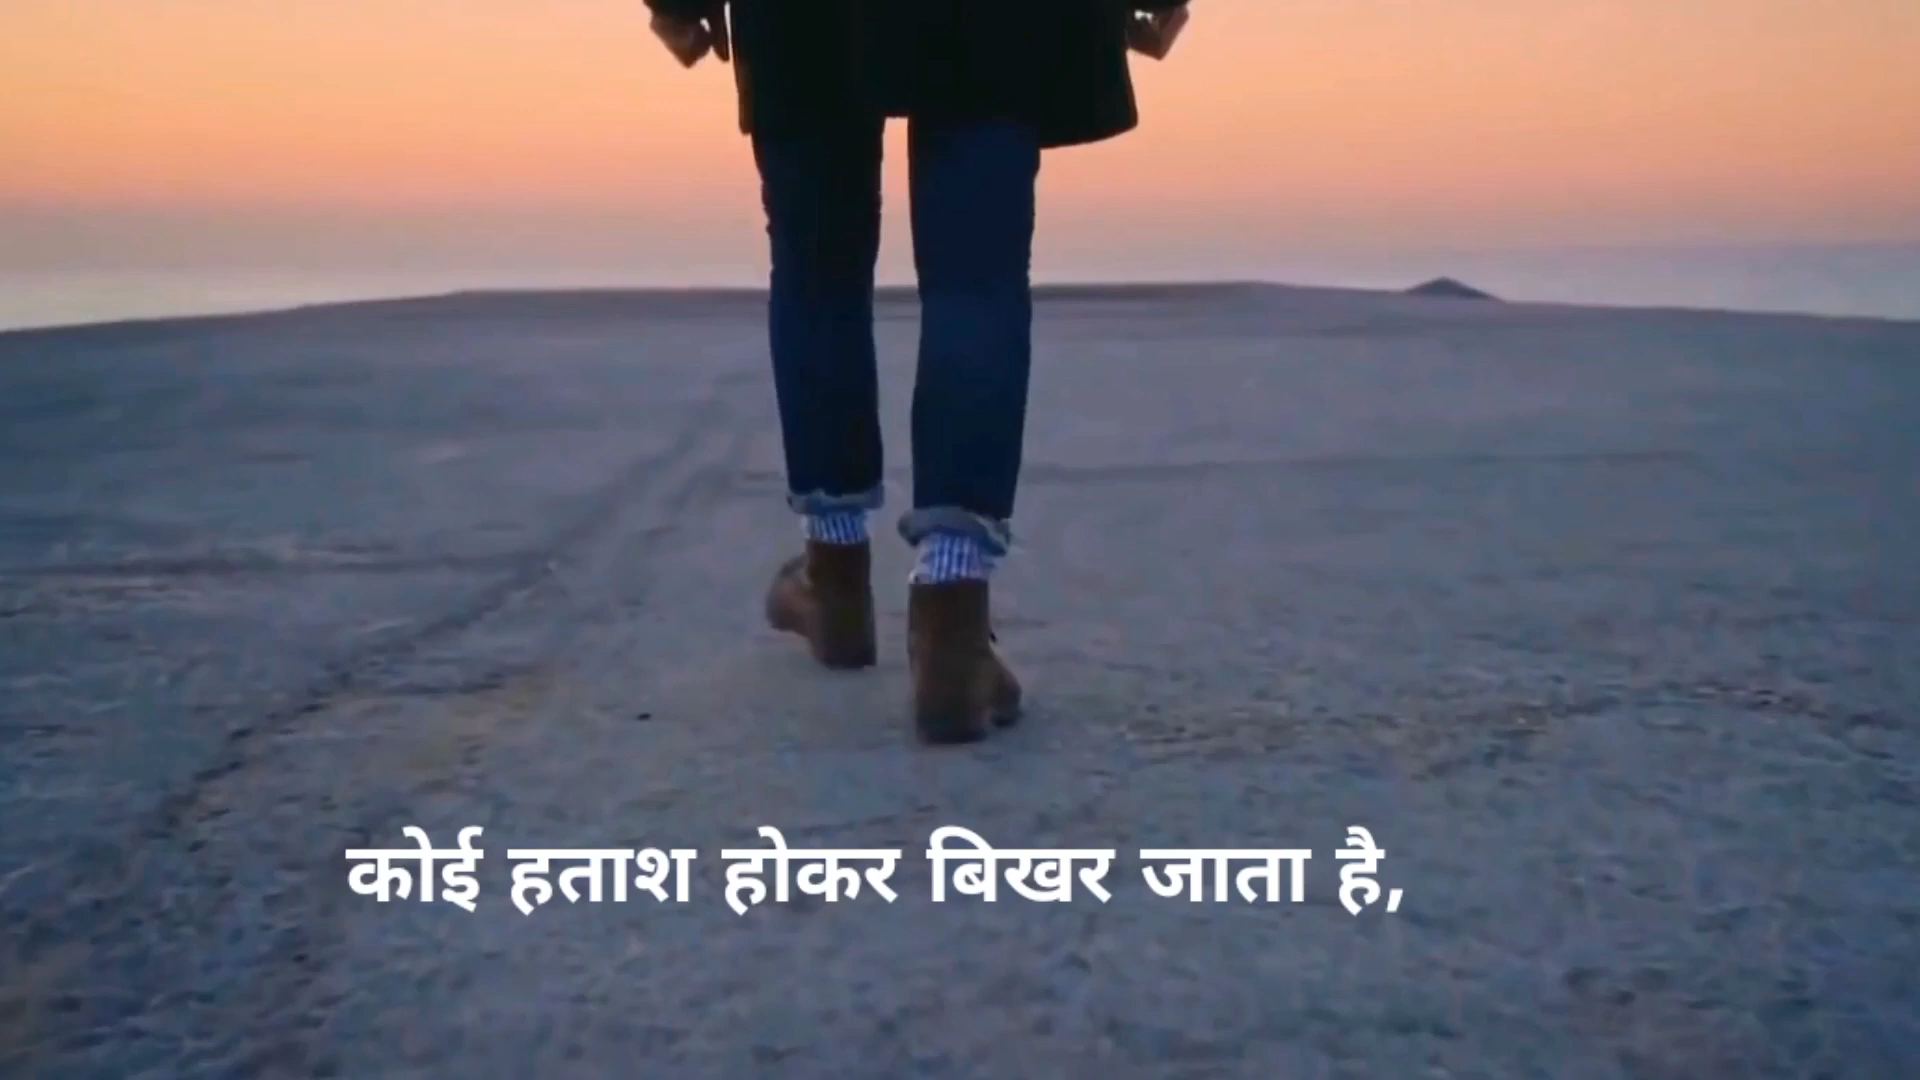 कोई हताश होकर बिखर जाता है,